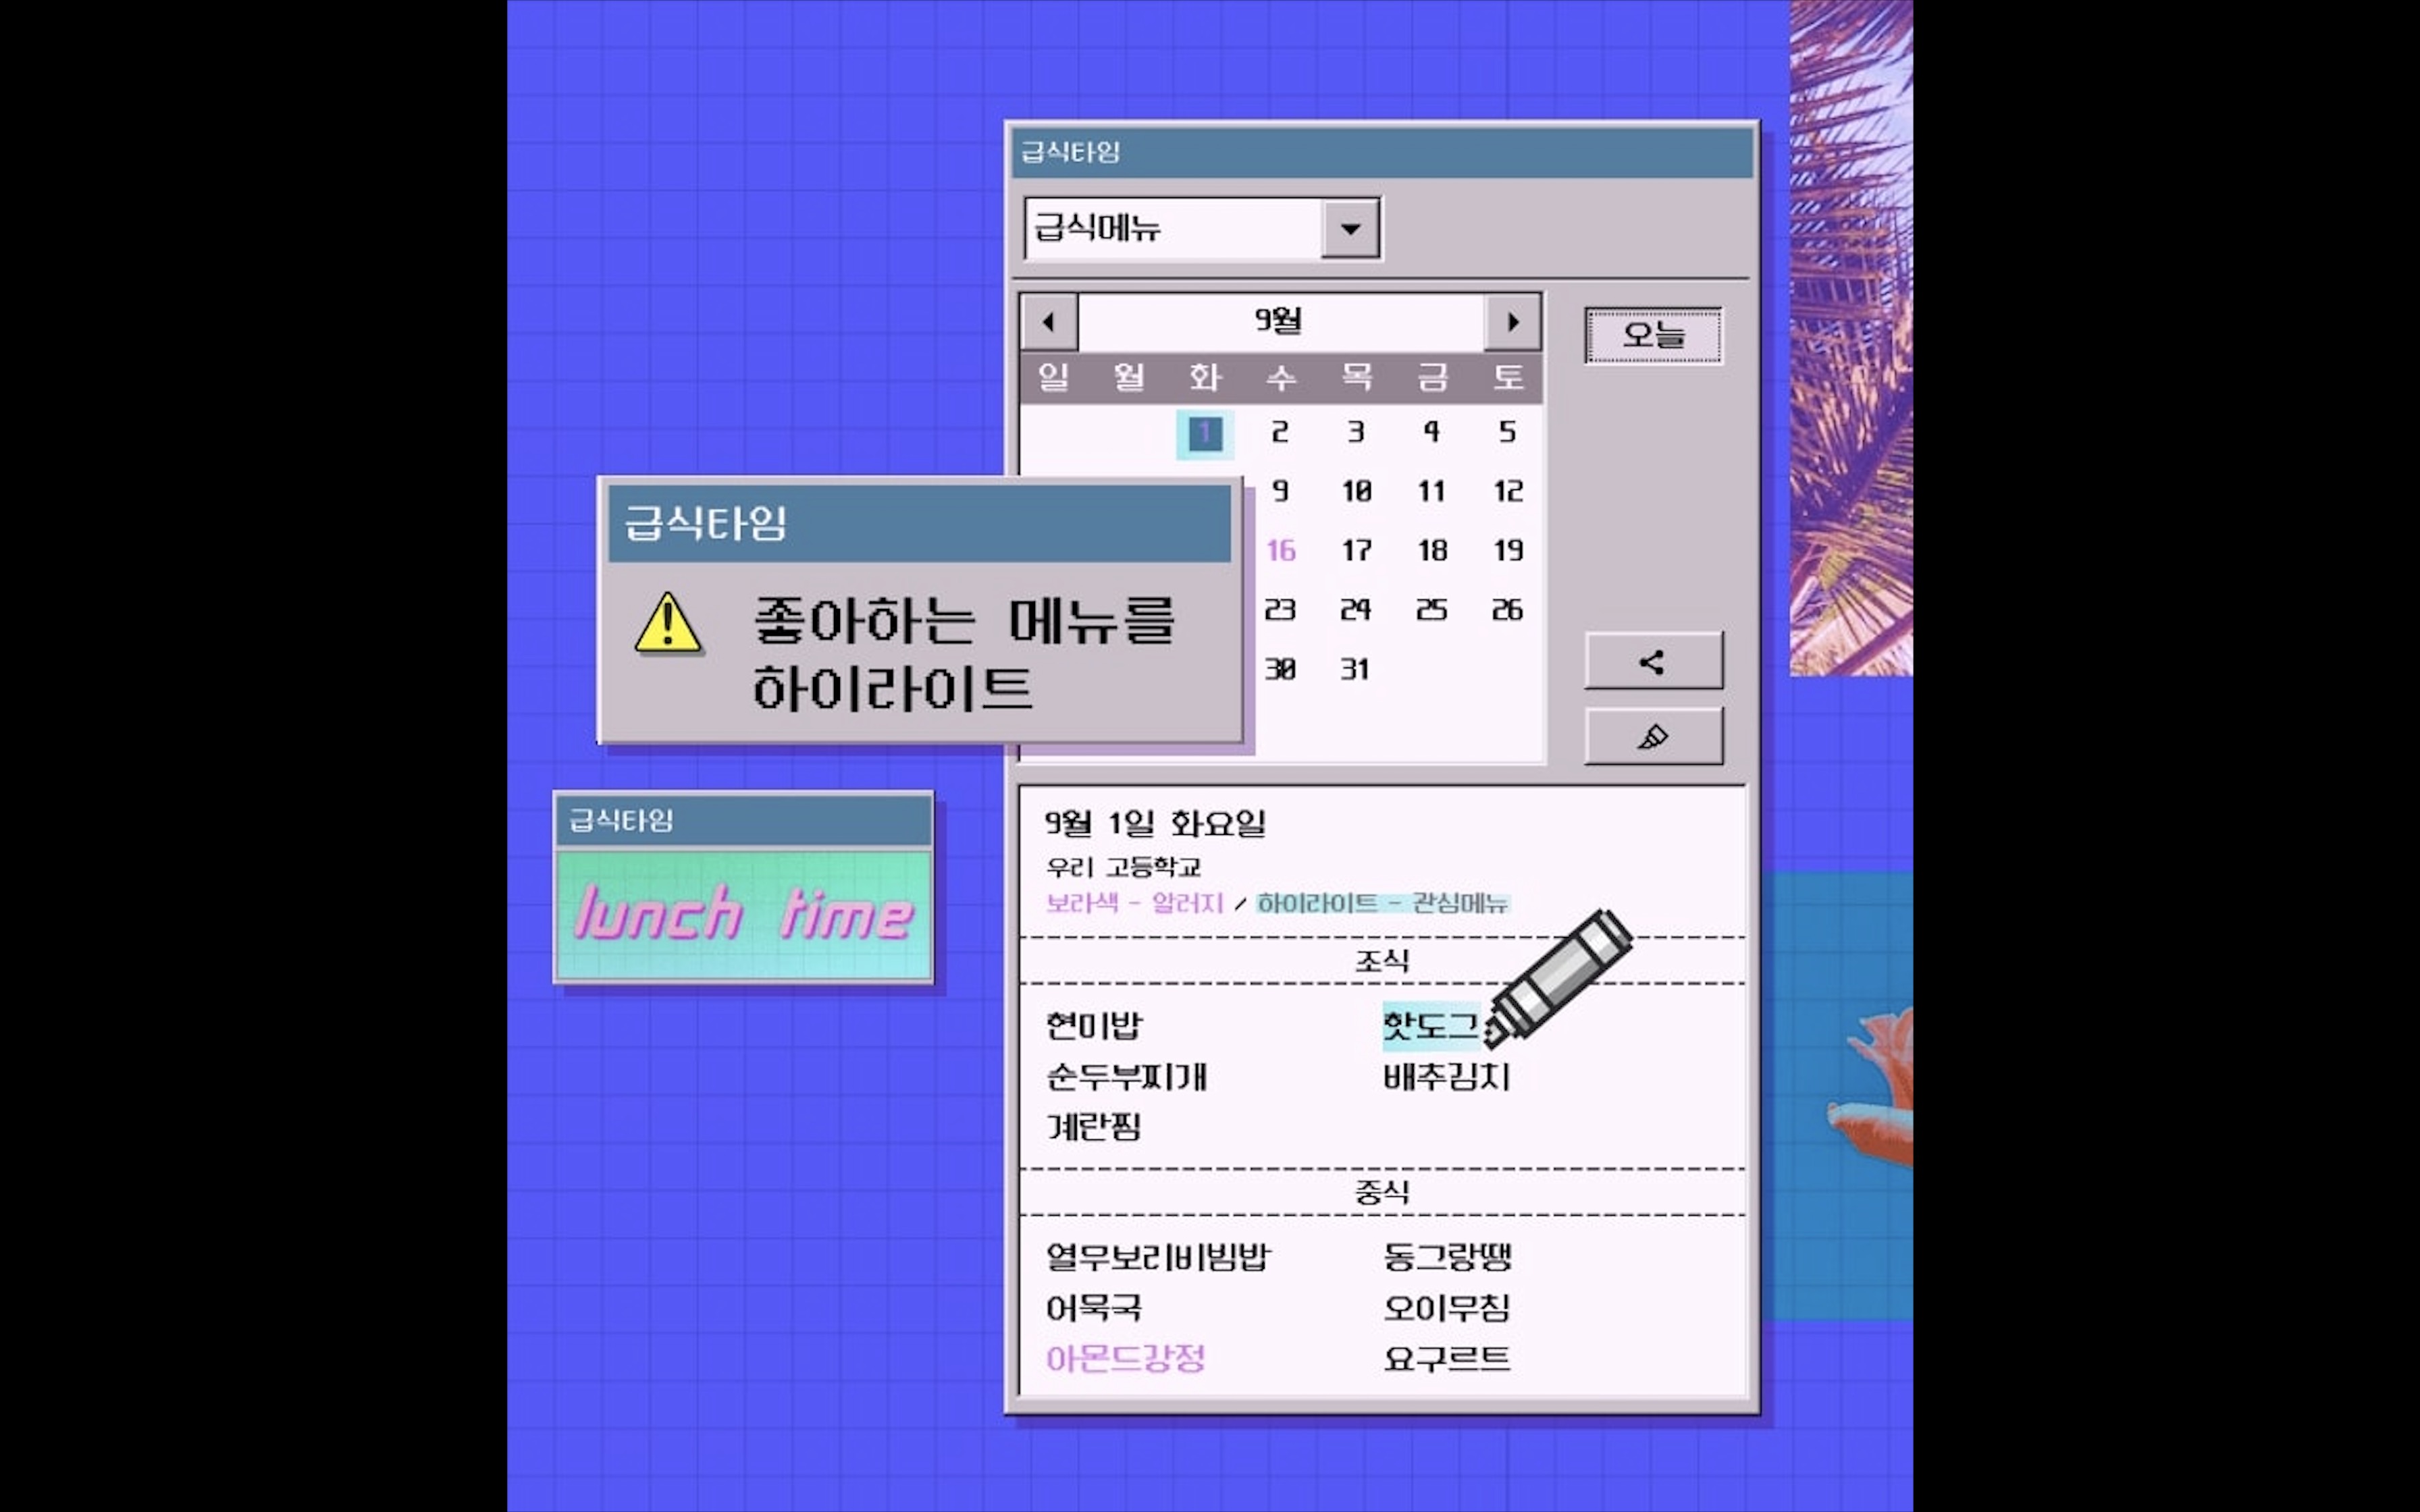 급식타임
급식메뉴
9월
오늘
일 월 화 수 목 금 토
1 2 3 4 5
9 10 11 12
16 17 18 19
23 24 25 26
30 31
급식타임
좋아하는 메뉴를
하이라이트
급식타임
lunch time
9월 1일 화요일
우리 고등학교
보라색 - 알러지 / 하이라이트 - 관심메뉴
조식
현미밥 핫도그
순두부찌개 배추김치
계란찜
중식
열무보리비빔밥 동그랑땡
어묵국 오이무침
아몬드강정 요구르트